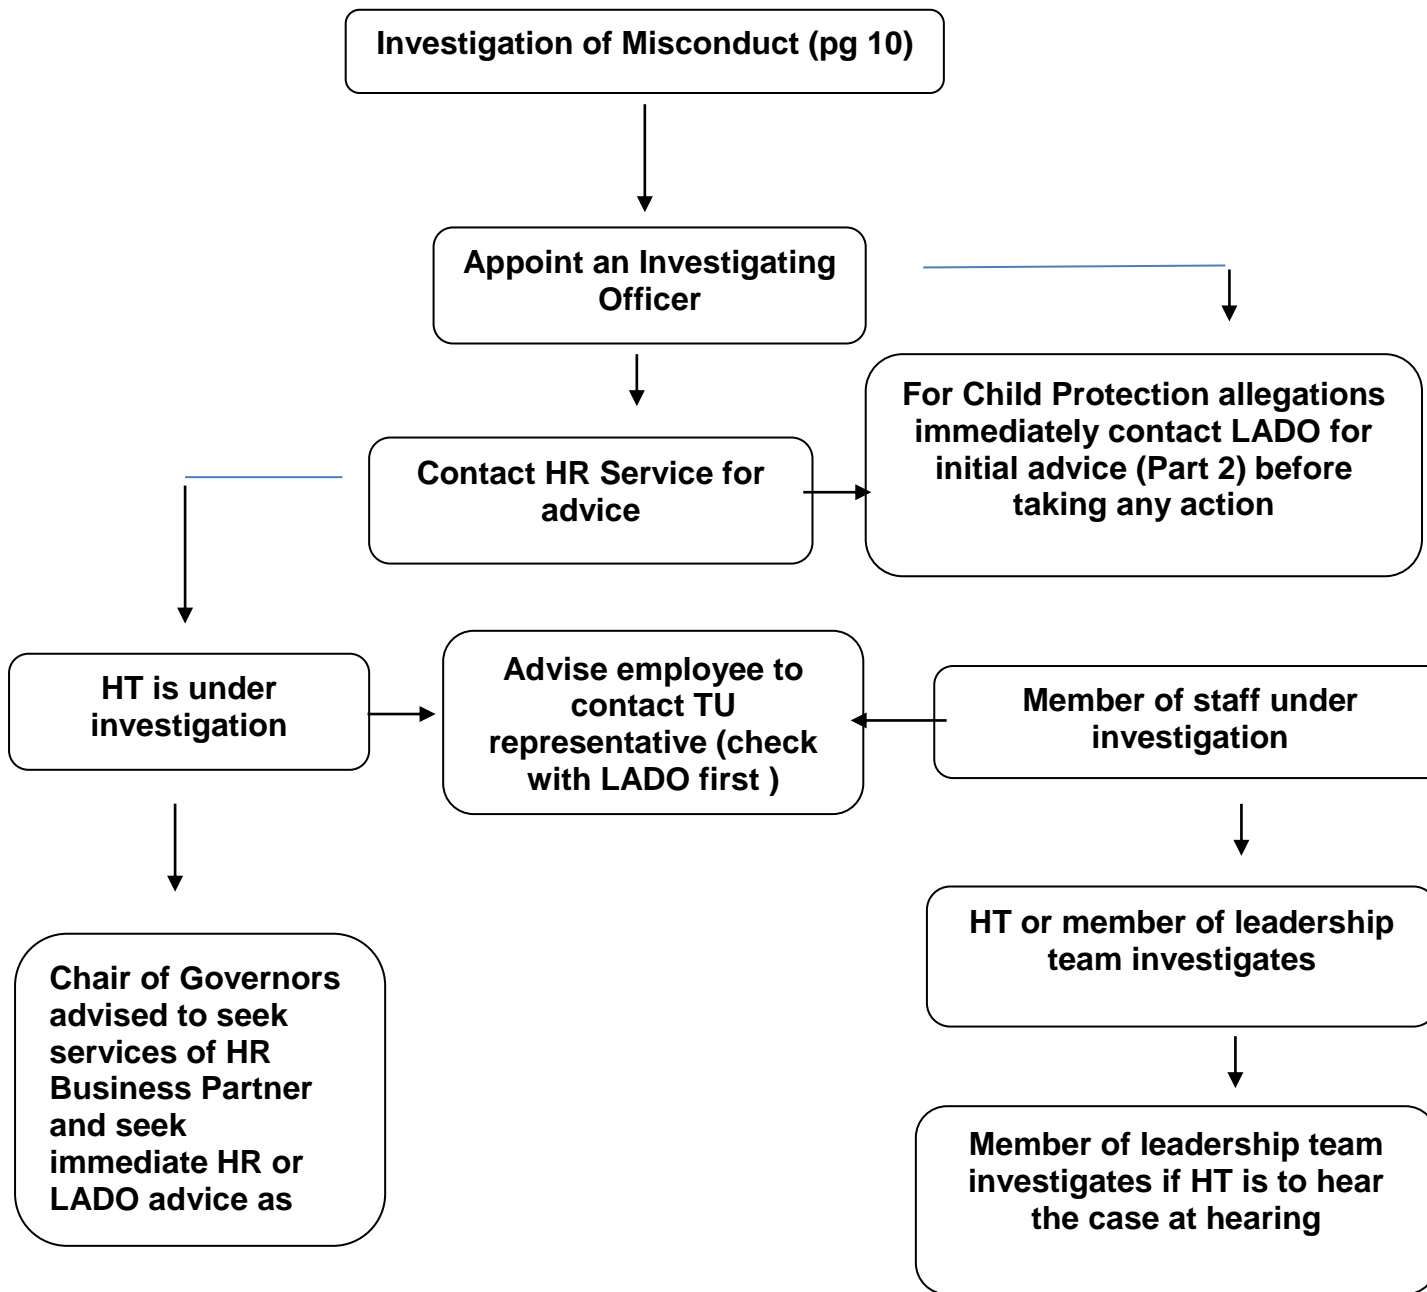 Investigation of Misconduct (pg 10)
Appoint an Investigating
Officer
For Child Protection allegations
immediately contact LADO for
initial advice (Part 2) before
taking any action
Contact HR Service for
advice
HT is under
investigation
Advise employee to
contact TU
representative (check
with LADO first )
Member of staff under
investigation
Chair of Governors
advised to seek
services of HR
Business Partner
and seek
immediate HR or
LADO advice as
HT or member of leadership
team investigates
Member of leadership team
investigates if HT is to hear
the case at hearing